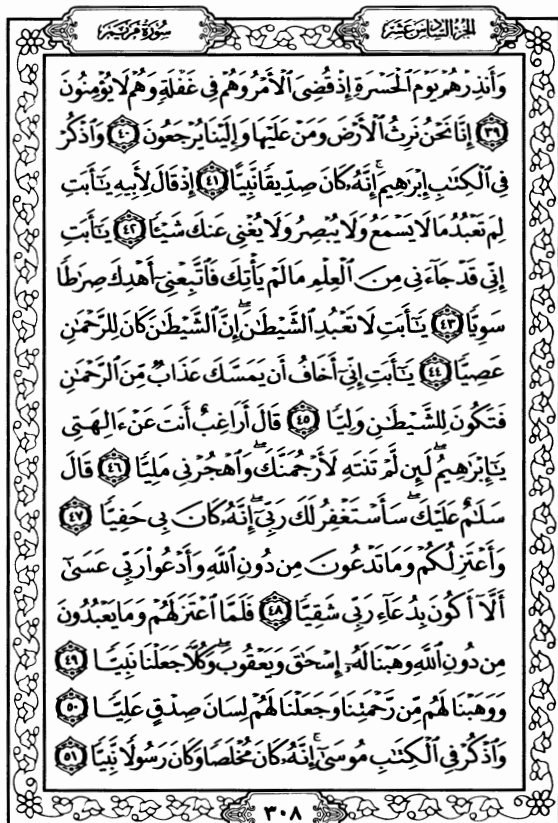 الجزء السادس عشر
سورة مريم
وَأَنذِرْهُمْ يَوْمَ ٱلْحَسْرَةِ إِذْ قُضِىَ ٱلْأَمْرُ وَهُمْ فِى غَفْلَةٍ وَهُمْ لَا يُؤْمِنُونَ
٣٩ إِنَّا نَحْنُ نَرِثُ ٱلْأَرْضَ وَمَنْ عَلَيْهَا وَإِلَيْنَا يُرْجَعُونَ ٤٠ وَٱذْكُرْ
فِى ٱلْكِتَٰبِ إِبْرَٰهِيمَ ۚ إِنَّهُۥ كَانَ صِدِّيقًا نَّبِيًّا ٤١ إِذْ قَالَ لِأَبِيهِ يَٰٓأَبَتِ
لِمَ تَعْبُدُ مَا لَا يَسْمَعُ وَلَا يُبْصِرُ وَلَا يُغْنِى عَنكَ شَيْـًٔا ٤٢ يَٰٓأَبَتِ
إِنِّى قَدْ جَآءَنِى مِنَ ٱلْعِلْمِ مَا لَمْ يَأْتِكَ فَٱتَّبِعْنِىٓ أَهْدِكَ صِرَٰطًا
سَوِيًّا ٤٣ يَٰٓأَبَتِ لَا تَعْبُدِ ٱلشَّيْطَٰنَ ۖ إِنَّ ٱلشَّيْطَٰنَ كَانَ لِلرَّحْمَٰنِ
عَصِيًّا ٤٤ يَٰٓأَبَتِ إِنِّىٓ أَخَافُ أَن يَمَسَّكَ عَذَابٌ مِّنَ ٱلرَّحْمَٰنِ
فَتَكُونَ لِلشَّيْطَٰنِ وَلِيًّا ٤٥ قَالَ أَرَاغِبٌ أَنتَ عَنْ ءَالِهَتِى
يَٰٓإِبْرَٰهِيمُ ۖ لَئِن لَّمْ تَنتَهِ لَأَرْجُمَنَّكَ ۖ وَٱهْجُرْنِى مَلِيًّا ٤٦ قَالَ
سَلَٰمٌ عَلَيْكَ ۖ سَأَسْتَغْفِرُ لَكَ رَبِّىٓ ۖ إِنَّهُۥ كَانَ بِى حَفِيًّا ٤٧
وَأَعْتَزِلُكُمْ وَمَا تَدْعُونَ مِن دُونِ ٱللَّهِ وَأَدْعُوا۟ رَبِّى عَسَىٰٓ
أَلَّآ أَكُونَ بِدُعَآءِ رَبِّى شَقِيًّا ٤٨ فَلَمَّا ٱعْتَزَلَهُمْ وَمَا يَعْبُدُونَ
مِن دُونِ ٱللَّهِ وَهَبْنَا لَهُۥٓ إِسْحَٰقَ وَيَعْقُوبَ ۖ وَكُلًّا جَعَلْنَا نَبِيًّا ٤٩
وَوَهَبْنَا لَهُم مِّن رَّحْمَتِنَا وَجَعَلْنَا لَهُمْ لِسَانَ صِدْقٍ عَلِيًّا ٥٠
وَٱذْكُرْ فِى ٱلْكِتَٰبِ مُوسَىٰٓ ۚ إِنَّهُۥ كَانَ مُخْلَصًا وَكَانَ رَسُولًا نَّبِيًّا ٥١
٣٠٨